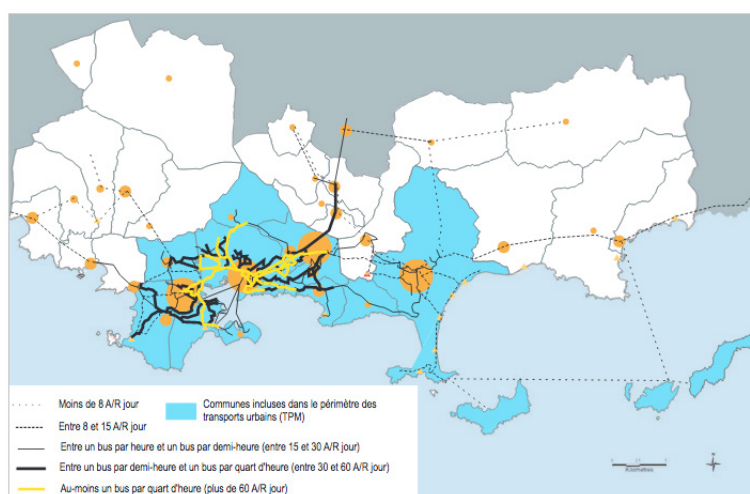 Moins de 8 A/R jour
Communes incluses dans le périmètre des
transports urbains (TPM)
Entre 8 et 15 A/R jour
Entre un bus par heure et un bus par demi-heure (entre 15 et 30 A/R jour)
Entre un bus par demi-heure et un bus par quart d'heure (entre 30 et 60 A/R jour)
Au-moins un bus par quart d'heure (plus de 60 A/R jour)
Kilomètres